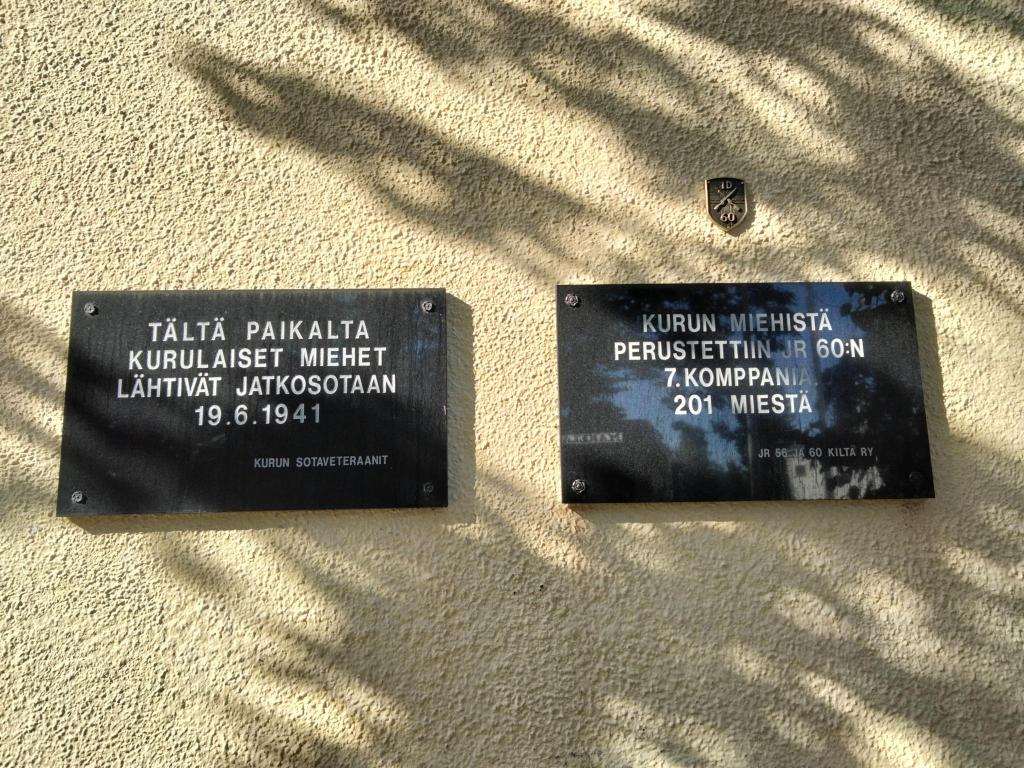 TÄLTÄ PAIKALTA
KURULAISET MIEHET
LÄHTIVÄT JATKOSOTAAN
19.6.1941
KURUN SOTAVETERAANIT
60
KURUN MIEHISTÄ
PERUSTETTIIN JR 60:N
7.KOMPPANIA,
201 MIESTÄ
JR 56 JA 60 KILTA RY